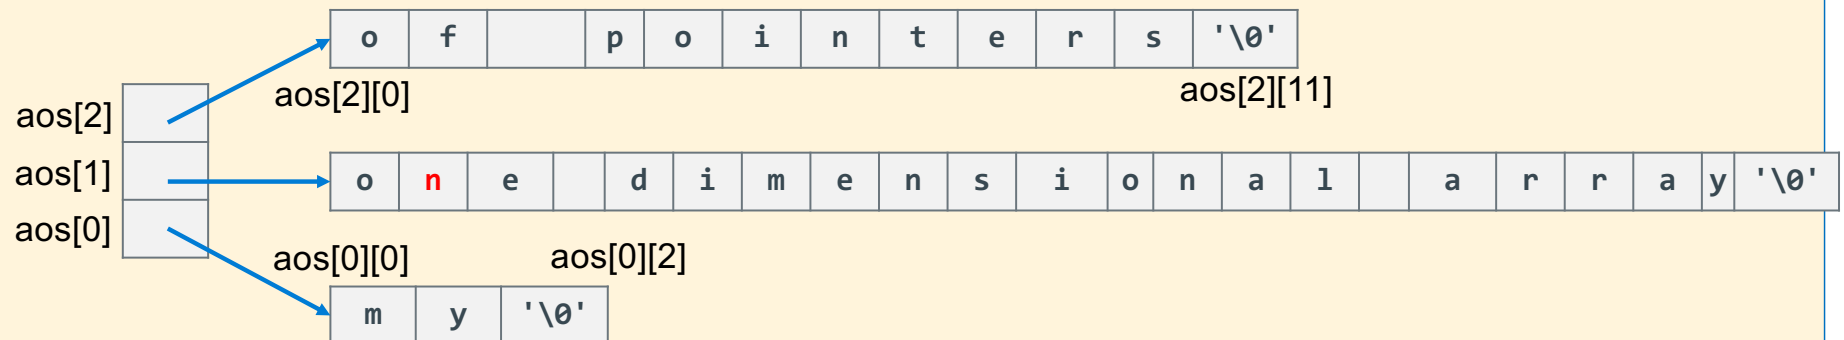 o f p o i n t e r s '\0'
aos[2][0] aos[2][11]
aos[2]
aos[1] o n e d i m e n s i o n a l a r r a y '\0'
aos[0]
aos[0][0] aos[0][2]
m y '\0'